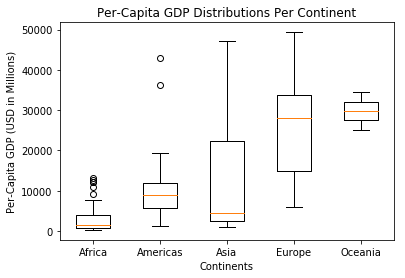 Per-Capita GDP Distributions Per Continent
Per-Capita GDP (USD in Millions)
50000
40000
30000
20000
10000
0
Africa
Americas
Asia
Europe
Oceania
Continents